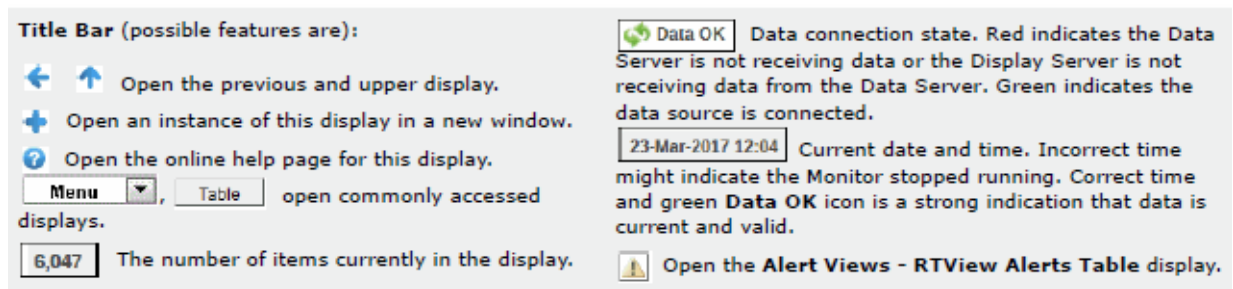 Title Bar (possible features are):
Open the previous and upper display.
Open an instance of this display in a new window.
? Open the online help page for this display.
Menu , Table open commonly accessed
displays.
6,047 The number of items currently in the display.
Data OK Data connection state. Red indicates the Data
Server is not receiving data or the Display Server is not
receiving data from the Data Server. Green indicates the
data source is connected.
23-Mar-2017 12:04 Current date and time. Incorrect time
might indicate the Monitor stopped running. Correct time
and green Data OK icon is a strong indication that data is
current and valid.
Open the Alert Views - RTView Alerts Table display.